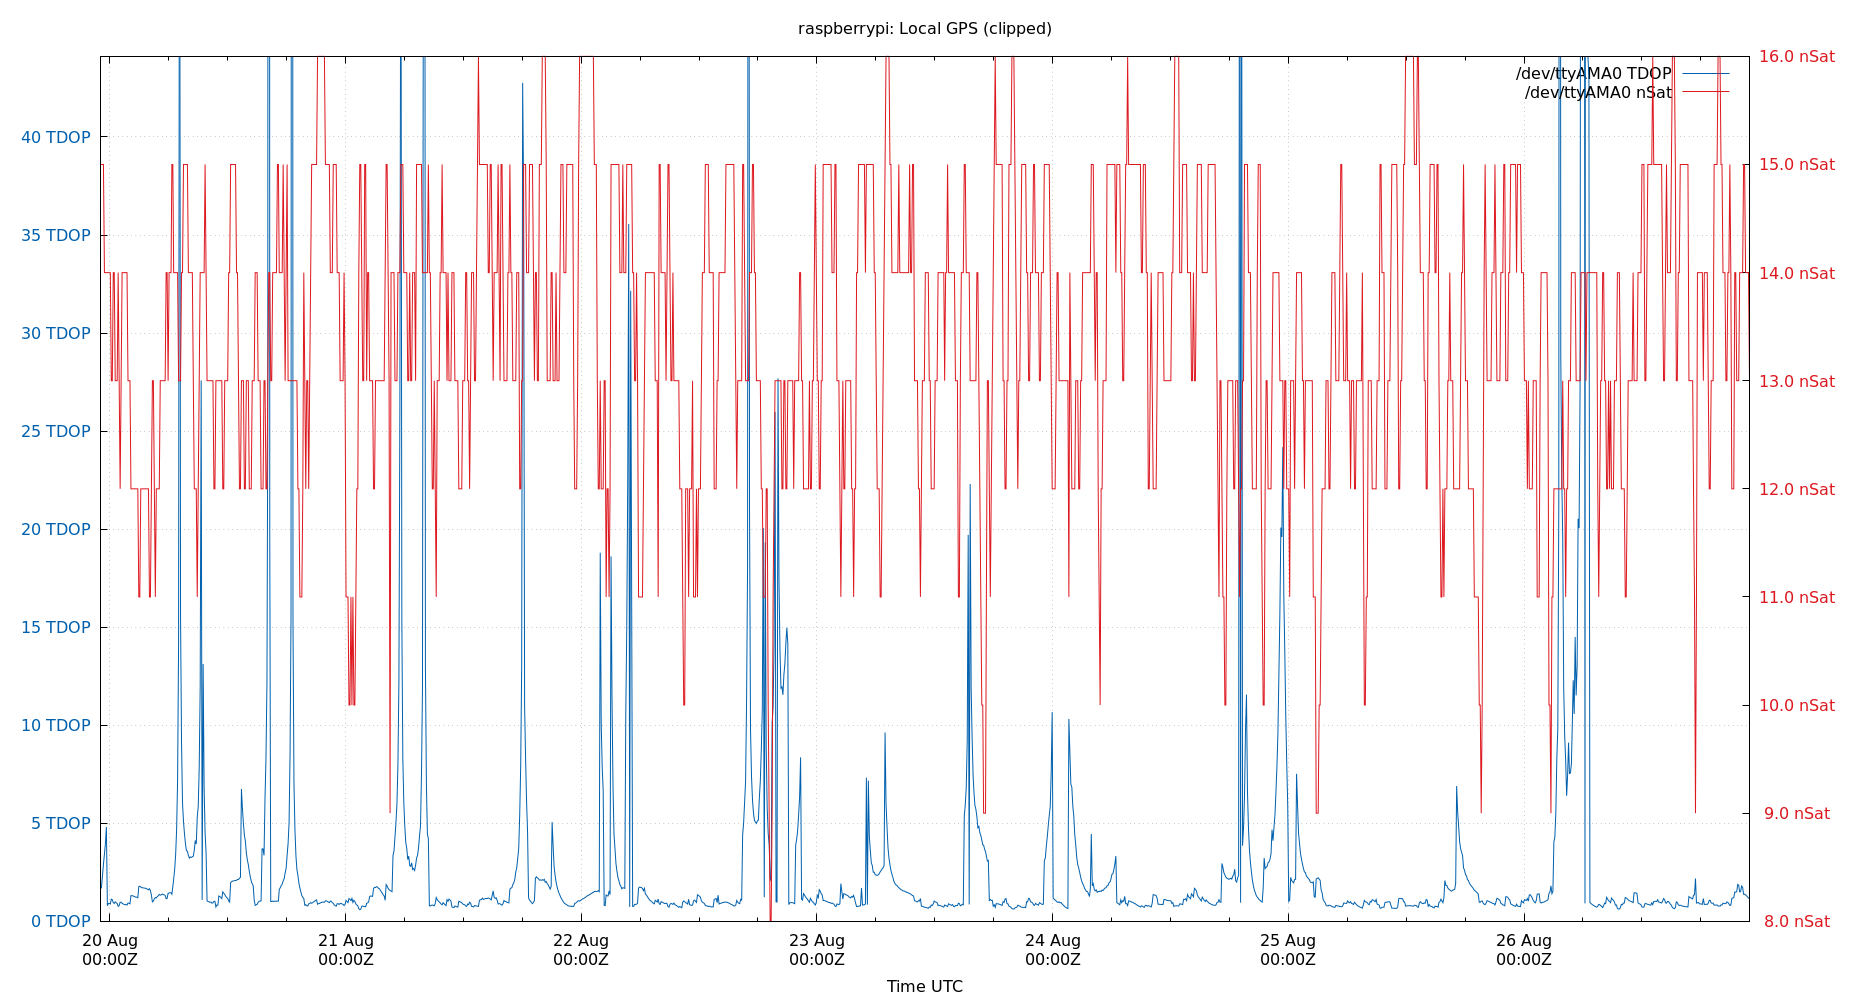 raspberrypi: Local GPS (clipped)
16.0 nSat
/dev/ttyAMA0 TDOP
/dev/ttyAMA0 nSat
40 TDOP
15.0 nSat
35 TDOP
14.0 nSat
30 TDOP
13.0 nSat
25 TDOP
12.0 nSat
20 TDOP
11.0 nSat
15 TDOP
10.0 nSat
10 TDOP
9.0 nSat
5 TDOP
8.0 nSat
0 TDOP
20 Aug 21 Aug 22 Aug 23 Aug 24 Aug 25 Aug 26 Aug
00:00Z 00:00Z 00:00Z 00:00Z 00:00Z 00:00Z 00:00Z
Time UTC